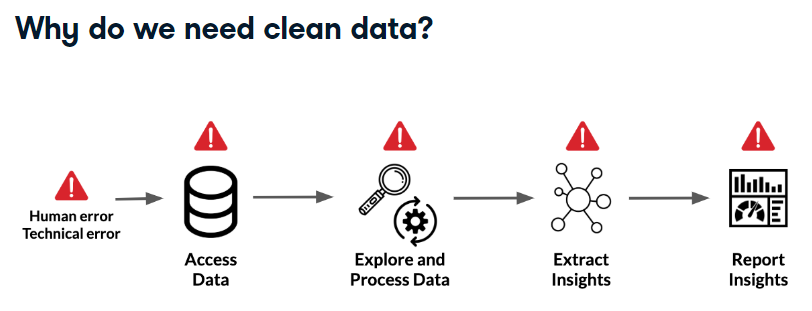 Why do we need clean data?
Human error
Technical error
Access
Data
Explore and
Process Data
Extract
Insights
Report
Insights